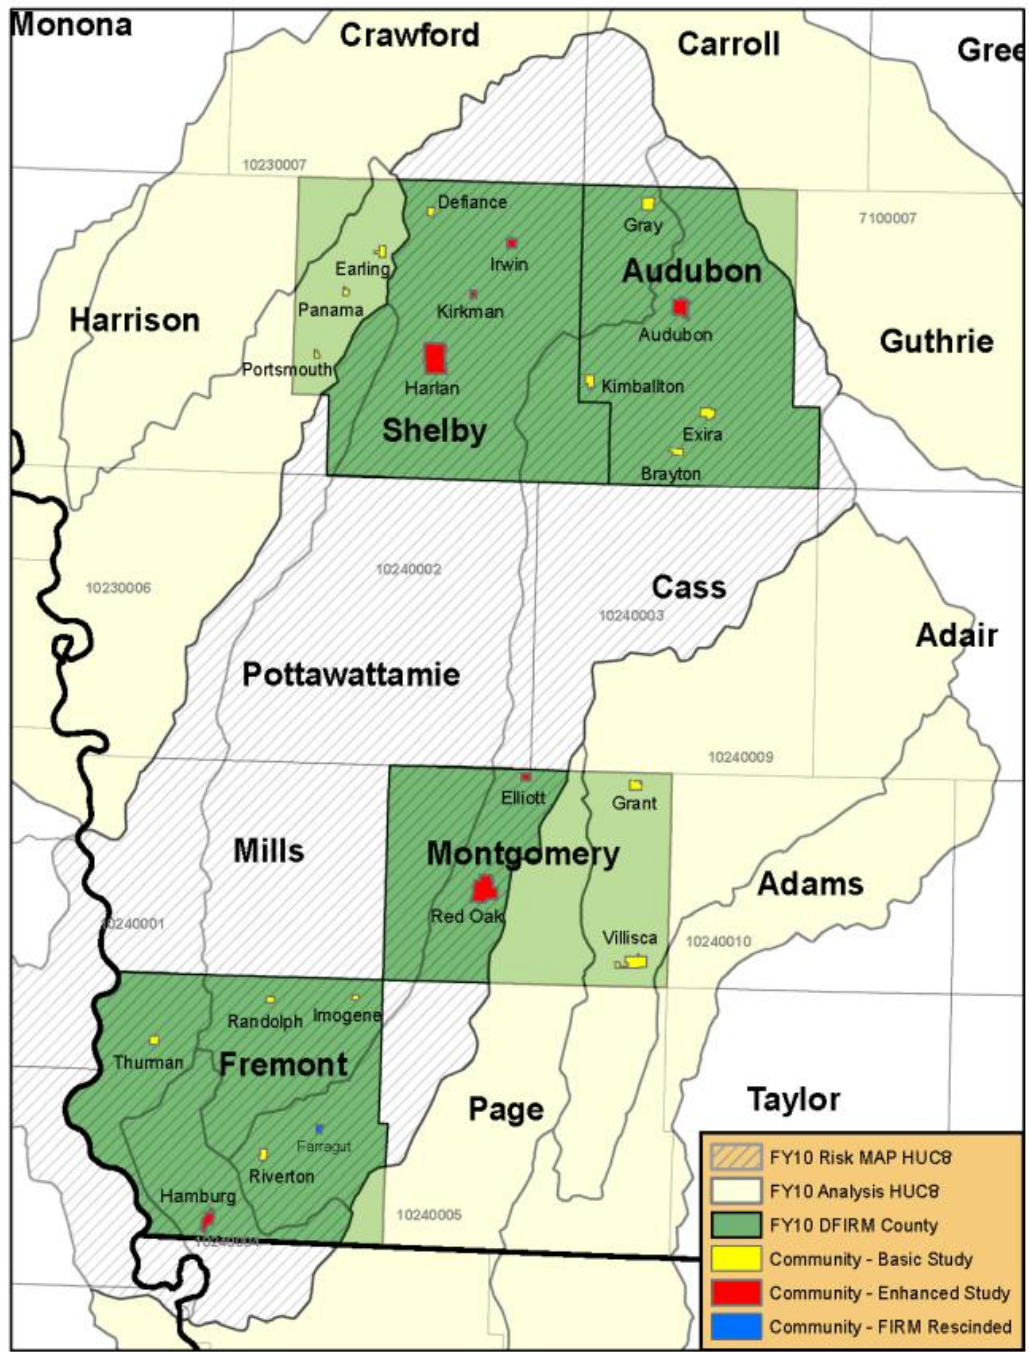 Monona
Crawford
Carroll
Gree
10230007
7100007
Defiance
Gray
Earling
Irwin
Audubon
Panama
Kirkman
Harrison
Audubon
Guthrie
Portsmouth
Harlan
Kimballton
Shelby
Exira
Brayton
10240002
10230006
Cass
10240003
Adair
Pottawattamie
10240009
Elliott
Grant
Mills
Montgomery
Adams
Red Oak
10240001
Villisca
10240010
Randolph
Imogene
Thurman
Fremont
Page
Taylor
Farragut
Riverton
Hamburg
10240005
10240004
FY10 Risk MAP HUC8
FY10 Analysis HUC8
FY10 DFIRM County
Community - Basic Study
Community - Enhanced Study
Community - FIRM Rescinded